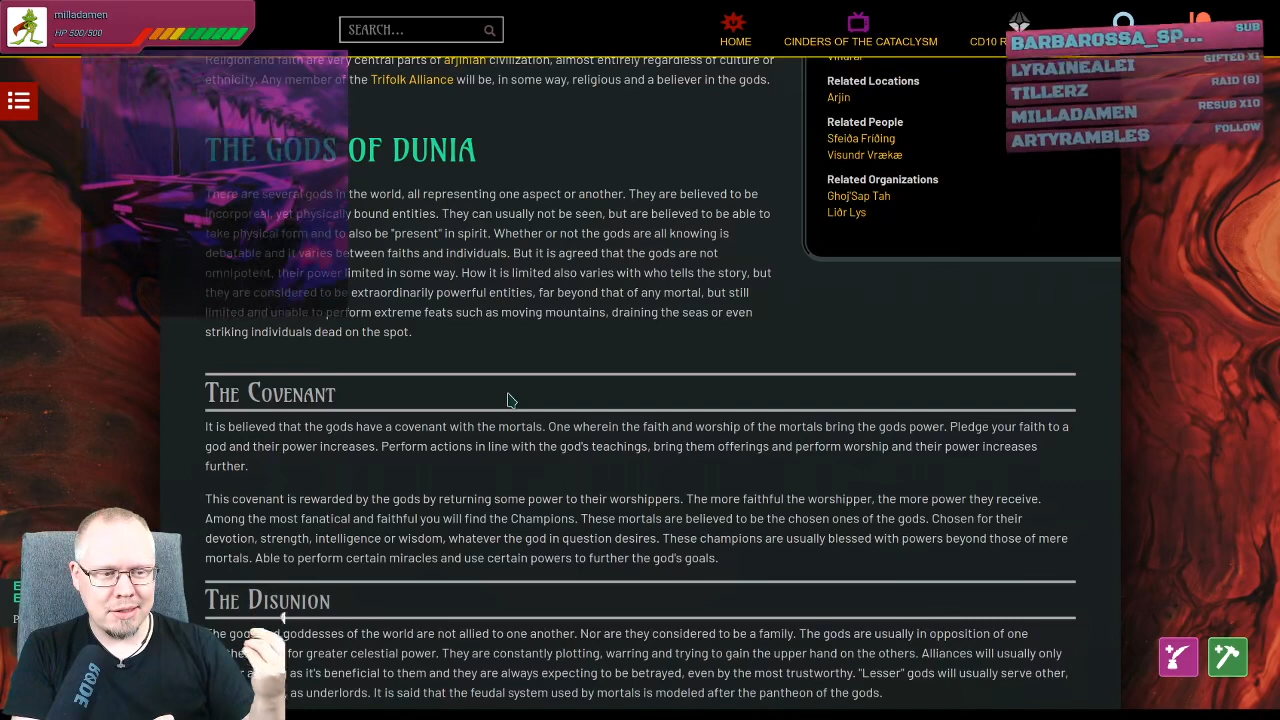 milladamen
HP 500/500
SEARCH...
HOME
CINDERS OF THE CATACLYSM
CD10 R
BARBAROSSA_SP...
SUB
LYRAINEALEI
GIFTED X1
TILLERZ
RAID (8)
MILLADAMEN
RESUB X10
ARTYRAMBLES
FOLLOW
Religion and faith are very central parts of arjinian civilization, almost entirely regardless of culture or
ethnicity. Any member of the Trifolk Alliance will be, in some way, religious and a believer in the gods.
THE GODS OF DUNIA
There are several gods in the world, all representing one aspect or another. They are believed to be
incorporeal, yet physically bound entities. They can usually not be seen, but are believed to be able to
take physical form and to also be "present" in spirit. Whether or not the gods are all knowing is
debatable and it varies between faiths and individuals. But it is agreed that the gods are not
omnipotent, their power limited in some way. How it is limited also varies with who tells the story, but
they are considered to be extraordinarily powerful entities, far beyond that of any mortal, but still
limited and unable to perform extreme feats such as moving mountains, draining the seas or even
striking individuals dead on the spot.
Vindrai
Related Locations
Arjin
Related People
Sfeiða Fríðing
Visundr Vrækæ
Related Organizations
Ghoj'Sap Tah
Liðr Lys
THE COVENANT
It is believed that the gods have a covenant with the mortals. One wherein the faith and worship of the mortals bring the gods power. Pledge your faith to a
god and their power increases. Perform actions in line with the god's teachings, bring them offerings and perform worship and their power increases
further.
This covenant is rewarded by the gods by returning some power to their worshippers. The more faithful the worshipper, the more power they receive.
Among the most fanatical and faithful you will find the Champions. These mortals are believed to be the chosen ones of the gods. Chosen for their
devotion, strength, intelligence or wisdom, whatever the god in question desires. These champions are usually blessed with powers beyond those of mere
mortals. Able to perform certain miracles and use certain powers to further the god's goals.
THE DISUNION
The gods goddesses of the world are not allied to one another. Nor are they considered to be a family. The gods are usually in opposition of one
for greater celestial power. They are constantly plotting, warring and trying to gain the upper hand on the others. Alliances will usually only
as it's beneficial to them and they are always expecting to be betrayed, even by the most trustworthy. "Lesser" gods will usually serve other,
as underlords. It is said that the feudal system used by mortals is modeled after the pantheon of the gods.
RØDE